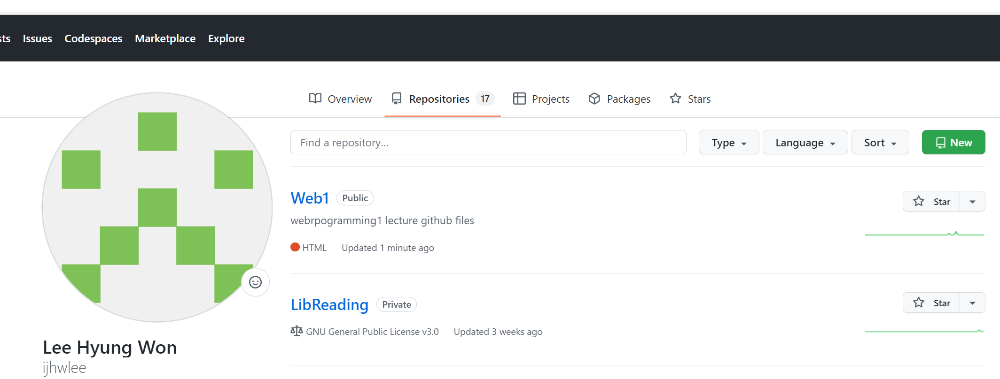 sts Issues Codespaces Marketplace Explore
Overview Repositories 17 Projects Packages Stars
Find a repository... Type Language Sort New
Web1 Public Star
webrpogramming1 lecture github files
HTML Updated 1 minute ago
LibReading Private Star
GNU General Public License v3.0 Updated 3 weeks ago
Lee Hyung Won
ijhwlee